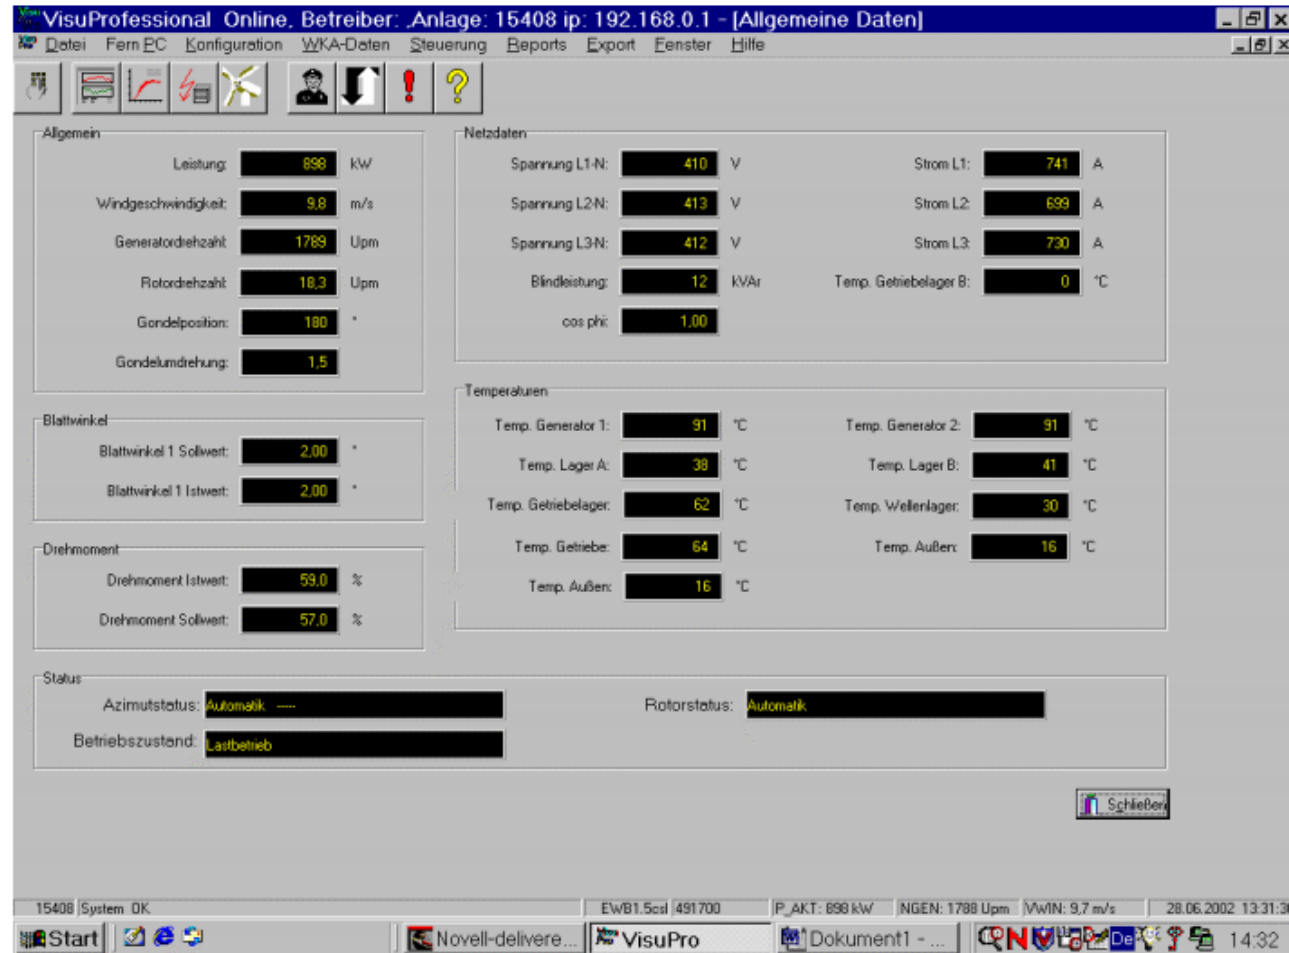 VisuProfessional Online, Betreiber: ,Anlage: 15408 ip: 192.168.0.1 - [Allgemeine Daten]
Datei Fern PC Konfiguration WKA-Daten Steuerung Reports Export Fenster Hilfe
Allgemein
Leistung: 898 kW
Windgeschwindigkeit: 9,8 m/s
Generatordrehzahl: 1789 Upm
Rotordrehzahl: 18,3 Upm
Gondelposition: 180 °
Gondelumdrehung: 1,5
Netzdaten
Spannung L1-N: 410 V Strom L1: 741 A
Spannung L2-N: 413 V Strom L2: 699 A
Spannung L3-N: 412 V Strom L3: 730 A
Blindleistung: 12 kVAr Temp. Getriebelager B: 0 °C
cos phi: 1,00
Blattwinkel
Blattwinkel 1 Sollwert: 2,00 °
Blattwinkel 1 Istwert: 2,00 °
Temperaturen
Temp. Generator 1: 91 °C Temp. Generator 2: 91 °C
Temp. Lager A: 38 °C Temp. Lager B: 41 °C
Temp. Getriebelager: 62 °C Temp. Wellenlager: 30 °C
Temp. Getriebe: 64 °C Temp. Außen: 16 °C
Temp. Außen: 16 °C
Drehmoment
Drehmoment Istwert: 59,0 %
Drehmoment Sollwert: 57,0 %
Status
Azimutstatus: Automatik ---- Rotorstatus: Automatik
Betriebszustand: Lastbetrieb
Schließen
15408 System OK EWB1.5csl 491700 P_AKT: 898 kW NGEN: 1788 Upm VWIN: 9,7 m/s 28.06.2002 13:31:3
Start Novell-delivere... VisuPro Dokument1 - ... De 14:32